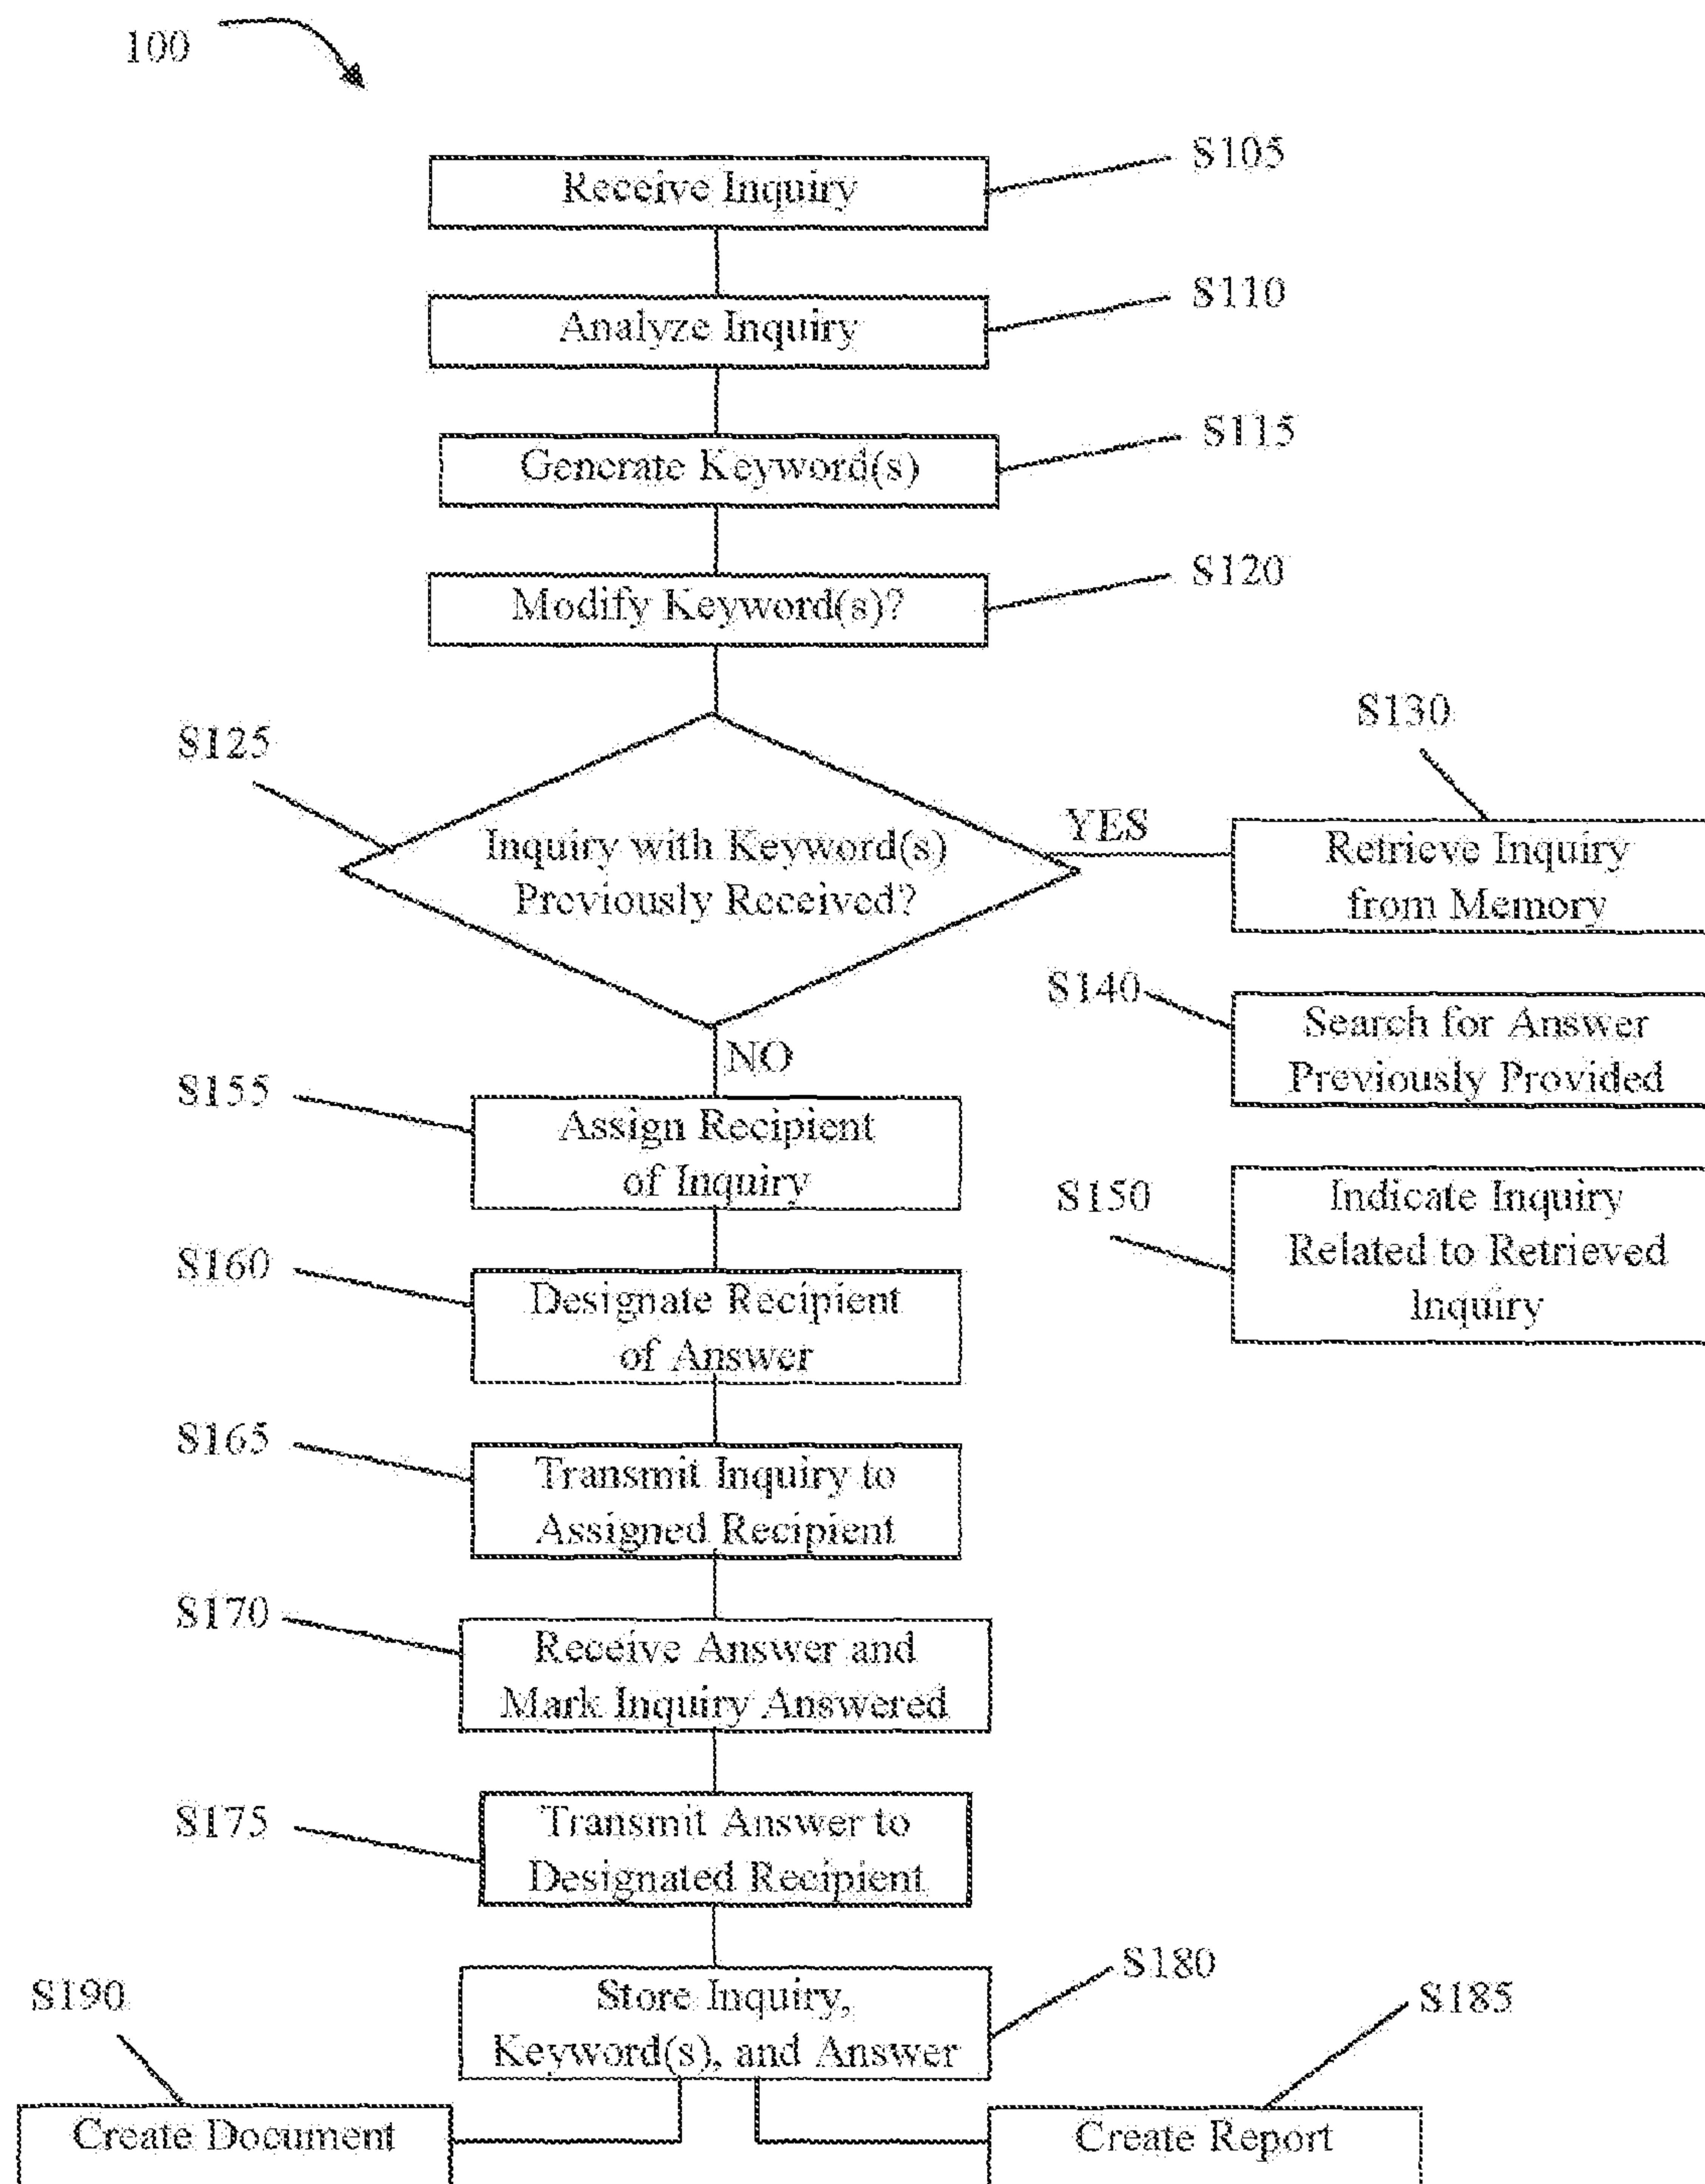 100
Receive Inquiry
S105
Analyze Inquiry
S110
Generate Keyword(s)
S115
Modify Keyword(s)?
S120
S125
Inquiry with Keyword(s)
Previously Received?
YES
S130
Retrieve Inquiry
from Memory
S140
Search for Answer
Previously Provided
S150
Indicate Inquiry
Related to Retrieved
Inquiry
NO
S155
Assign Recipient
of Inquiry
S160
Designate Recipient
of Answer
S165
Transmit Inquiry to
Assigned Recipient
S170
Receive Answer and
Mark Inquiry Answered
S175
Transmit Answer to
Designated Recipient
S180
Store Inquiry,
Keyword(s), and Answer
S190
Create Document
S185
Create Report